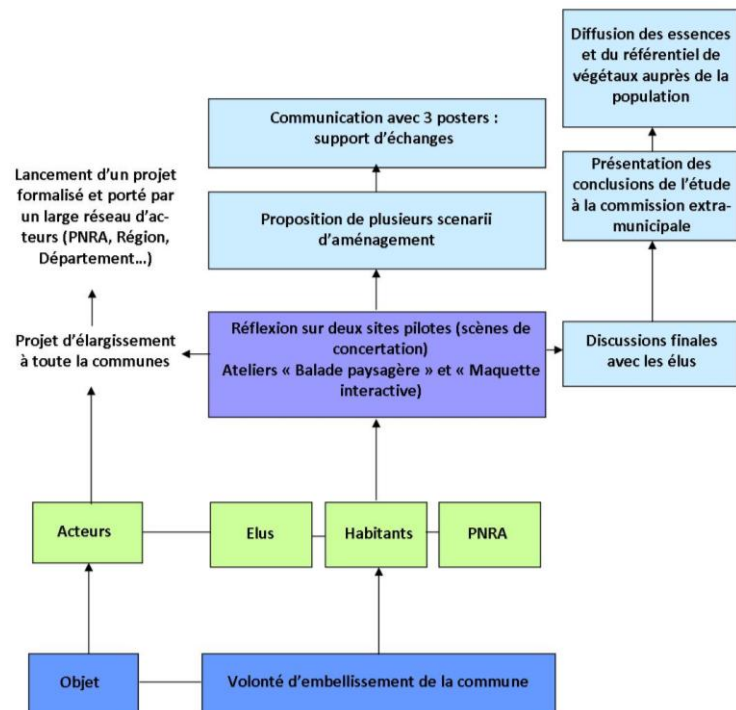 Diffusion des essences
et du référentiel de
végétaux auprès de la
population
Communication avec 3 posters :
support d’échanges
Lancement d’un projet
formalisé et porté par
un large réseau d’ac-
teurs (PNRA, Région,
Département...)
Présentation des
conclusions de l’étude
à la commission extra-
municipale
Proposition de plusieurs scenarii
d’aménagement
Projet d’élargissement
à toute la communes
Réflexion sur deux sites pilotes (scènes de
concertation)
Ateliers « Balade paysagère » et « Maquette
interactive)
Discussions finales
avec les élus
Acteurs
Elus
Habitants
PNRA
Objet
Volonté d’embellissement de la commune